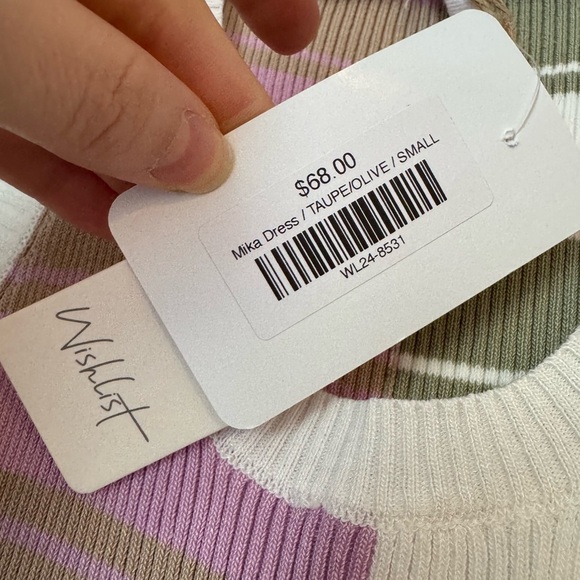 $68.00
Mika Dress / TAUPE/OLIVE / SMALL
WL24-8531
Wishlist